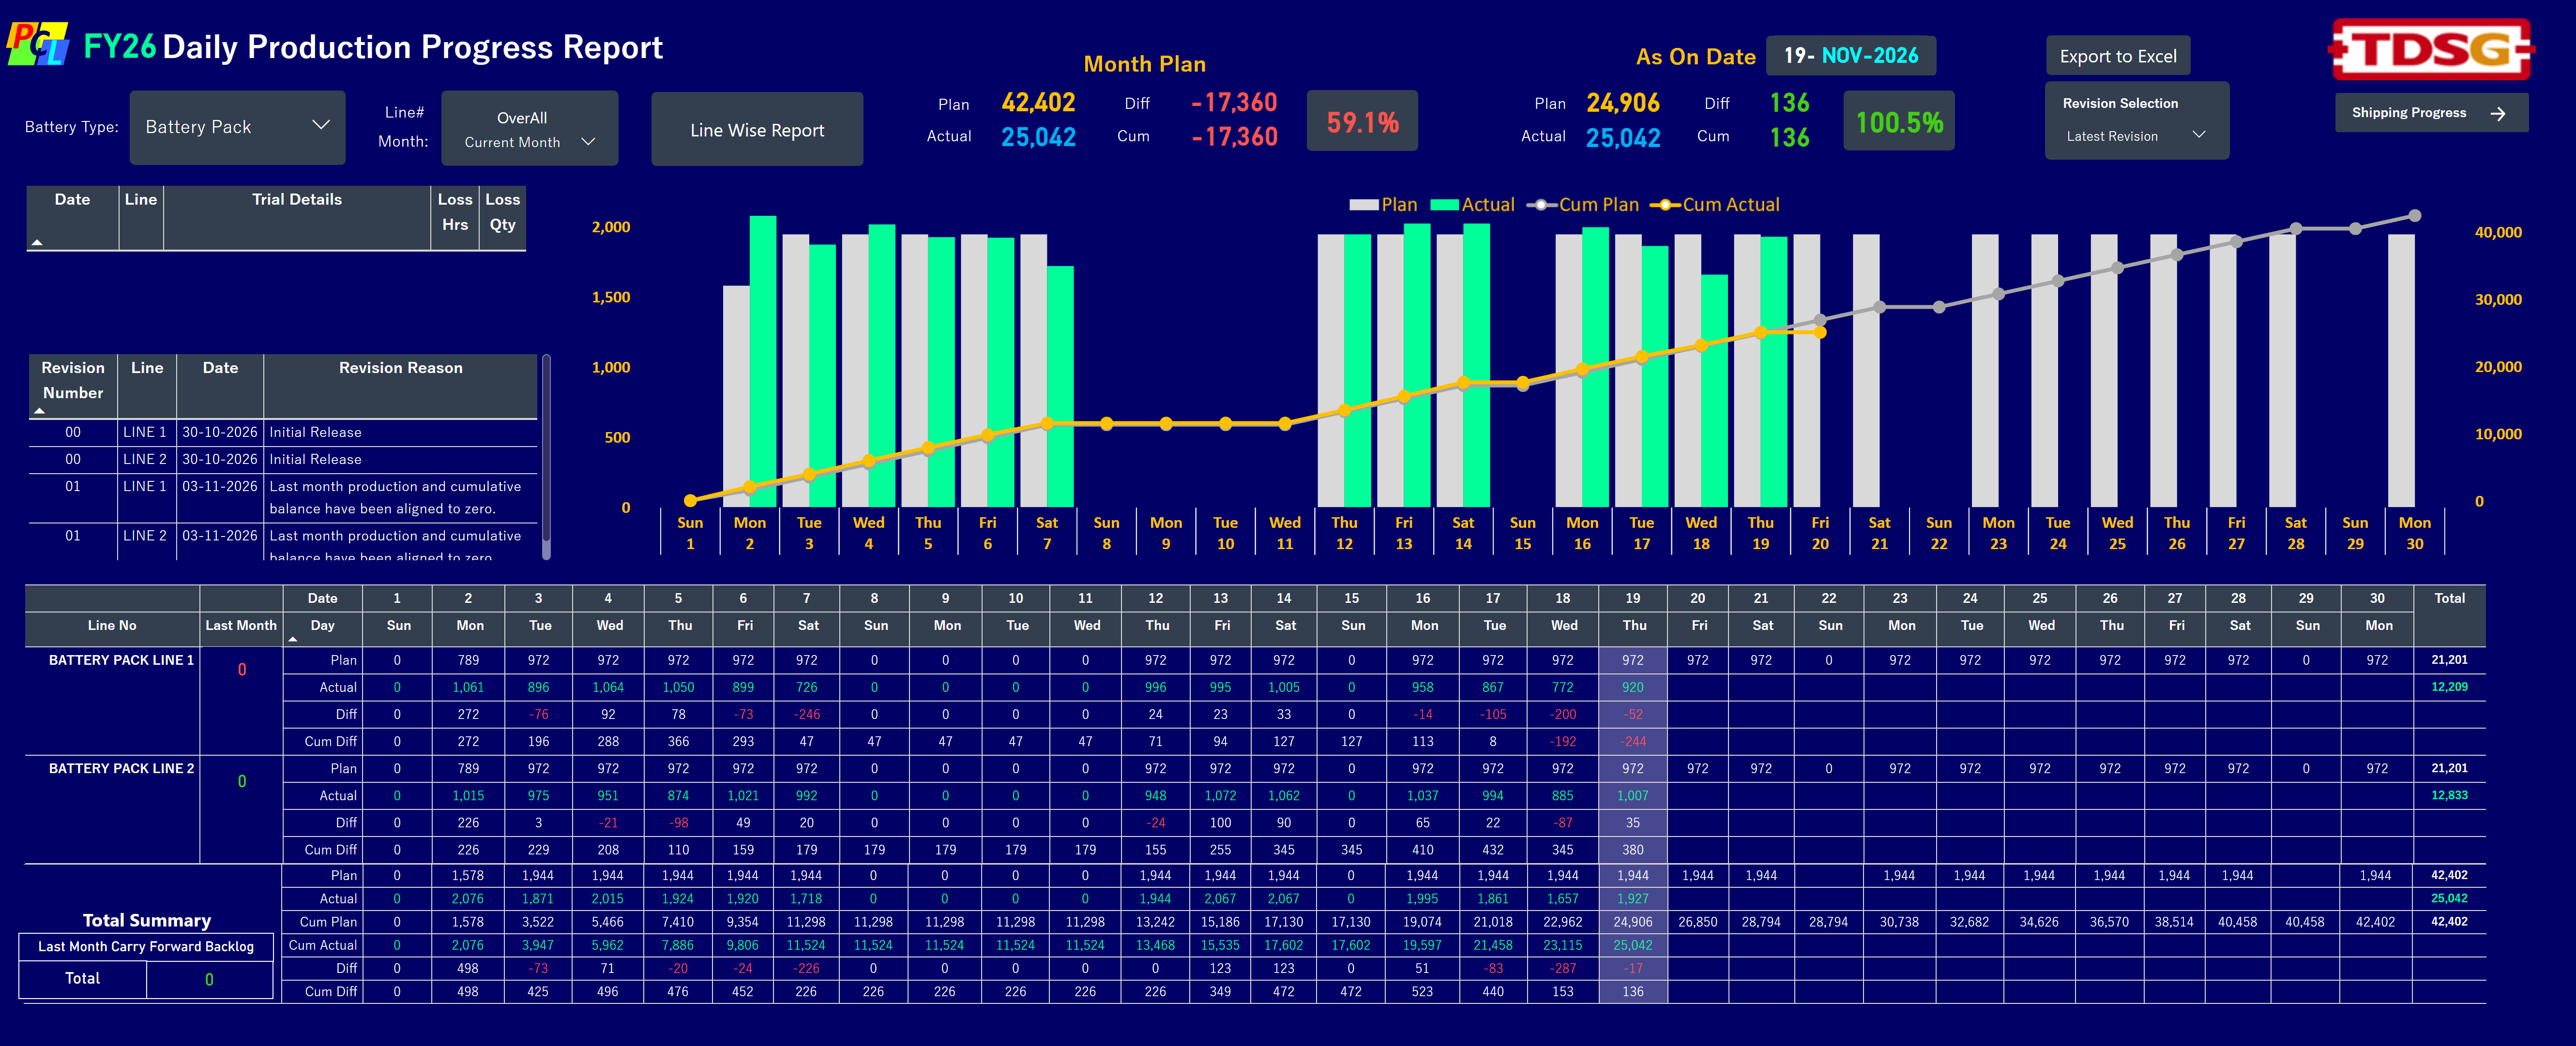 PCL FY26 Daily Production Progress Report
Month Plan
As On Date 19- NOV-2026
Export to Excel
TDSG
Battery Type: Battery Pack
Line# OverAll
Month: Current Month
Line Wise Report
Plan 42,402 Diff -17,360
Actual 25,042 Cum -17,360
59.1%
Plan 24,906 Diff 136
Actual 25,042 Cum 136
100.5%
Revision Selection
Latest Revision
Shipping Progress
Date Line Trial Details Loss Hrs Loss Qty
Revision Number Line Date Revision Reason
00 LINE 1 30-10-2026 Initial Release
00 LINE 2 30-10-2026 Initial Release
01 LINE 1 03-11-2026 Last month production and cumulative
balance have been aligned to zero.
01 LINE 2 03-11-2026 Last month production and cumulative
balance have been aligned to zero.
Plan Actual Cum Plan Cum Actual
2,000
1,500
1,000
500
0
40,000
30,000
20,000
10,000
0
Sun Mon Tue Wed Thu Fri Sat Sun Mon Tue Wed Thu Fri Sat Sun Mon Tue Wed Thu Fri Sat Sun Mon Tue Wed Thu Fri Sat Sun Mon
1 2 3 4 5 6 7 8 9 10 11 12 13 14 15 16 17 18 19 20 21 22 23 24 25 26 27 28 29 30
Date 1 2 3 4 5 6 7 8 9 10 11 12 13 14 15 16 17 18 19 20 21 22 23 24 25 26 27 28 29 30 Total
Line No Last Month Day Sun Mon Tue Wed Thu Fri Sat Sun Mon Tue Wed Thu Fri Sat Sun Mon Tue Wed Thu Fri Sat Sun Mon Tue Wed Thu Fri Sat Sun Mon
BATTERY PACK LINE 1 0 Plan 0 789 972 972 972 972 972 0 0 0 0 972 972 972 0 972 972 972 972 972 972 0 972 972 972 972 972 972 0 972 21,201
Actual 0 1,061 896 1,064 1,050 899 726 0 0 0 0 996 995 1,005 0 958 867 772 920 12,209
Diff 0 272 -76 92 78 -73 -246 0 0 0 0 24 23 33 0 -14 -105 -200 -52
Cum Diff 0 272 196 288 366 293 47 47 47 47 47 71 94 127 127 113 8 -192 -244
BATTERY PACK LINE 2 0 Plan 0 789 972 972 972 972 972 0 0 0 0 972 972 972 0 972 972 972 972 972 972 0 972 972 972 972 972 972 0 972 21,201
Actual 0 1,015 975 951 874 1,021 992 0 0 0 0 948 1,072 1,062 0 1,037 994 885 1,007 12,833
Diff 0 226 3 -21 -98 49 20 0 0 0 0 -24 100 90 0 65 22 -87 35
Cum Diff 0 226 229 208 110 159 179 179 179 179 179 155 255 345 345 410 432 345 380
Plan 0 1,578 1,944 1,944 1,944 1,944 1,944 0 0 0 0 1,944 1,944 1,944 0 1,944 1,944 1,944 1,944 1,944 1,944 1,944 1,944 1,944 1,944 1,944 1,944 1,944 42,402
Actual 0 2,076 1,871 2,015 1,924 1,920 1,718 0 0 0 0 1,944 2,067 2,067 0 1,995 1,861 1,657 1,927 25,042
Total Summary
Cum Plan 0 1,578 3,522 5,466 7,410 9,354 11,298 11,298 11,298 11,298 11,298 13,242 15,186 17,130 17,130 19,074 21,018 22,962 24,906 26,850 28,794 28,794 30,738 32,682 34,626 36,570 38,514 40,458 40,458 42,402 42,402
Last Month Carry Forward Backlog
Cum Actual 0 2,076 3,947 5,962 7,886 9,806 11,524 11,524 11,524 11,524 11,524 13,468 15,535 17,602 17,602 19,597 21,458 23,115 25,042
Total 0
Diff 0 498 -73 71 -20 -24 -226 0 0 0 0 0 123 123 0 51 -83 -287 -17
Cum Diff 0 498 425 496 476 452 226 226 226 226 226 226 349 472 472 523 440 153 136